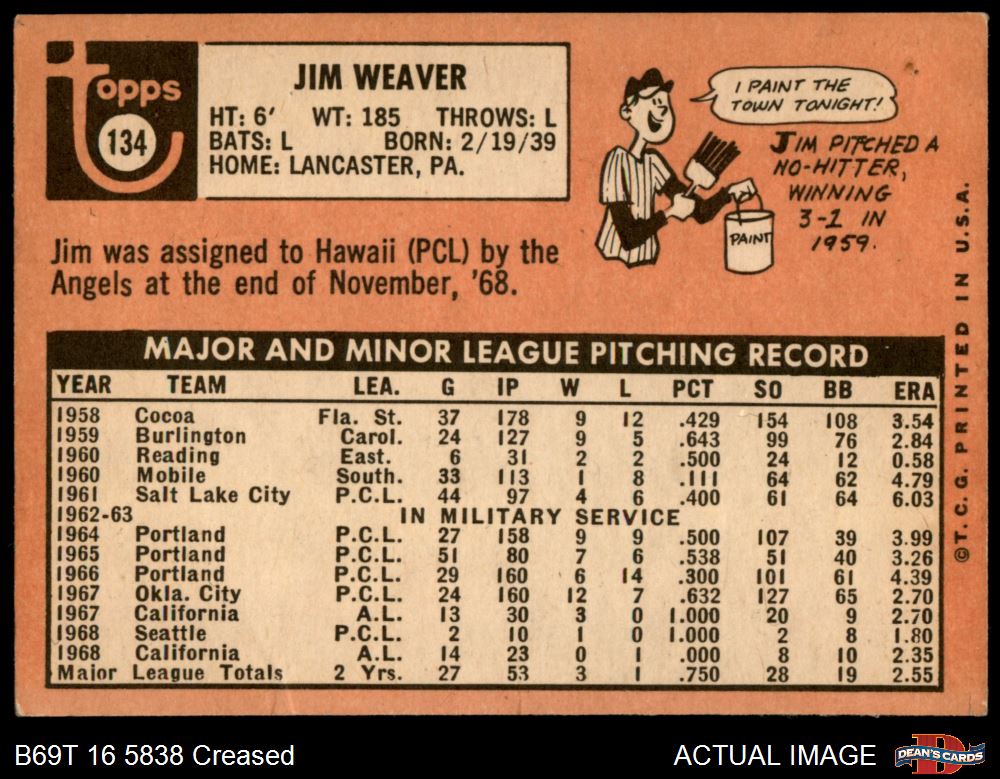 topps
134
JIM WEAVER
HT: 6' WT: 185 THROWS: L
BATS: L BORN: 2/19/39
HOME: LANCASTER, PA.
I PAINT THE
TOWN TONIGHT!
JIM PITCHED A
NO-HITTER,
WINNING
3-1 IN
1959.
PAINT
Jim was assigned to Hawaii (PCL) by the
Angels at the end of November, '68.
MAJOR AND MINOR LEAGUE PITCHING RECORD
YEAR TEAM LEA. G IP W L PCT SO BB ERA
1958 Cocoa Fla. St. 37 178 9 12 .429 154 108 3.54
1959 Burlington Carol. 24 127 9 5 .643 99 76 2.84
1960 Reading East. 6 31 2 2 .500 24 12 0.58
1960 Mobile South. 33 113 1 8 .111 64 62 4.79
1961 Salt Lake City P.C.L. 44 97 4 6 .400 61 64 6.03
1962-63 IN MILITARY SERVICE
1964 Portland P.C.L. 27 158 9 9 .500 107 39 3.99
1965 Portland P.C.L. 51 80 7 6 .538 51 40 3.26
1966 Portland P.C.L. 29 160 6 14 .300 101 61 4.39
1967 Okla. City P.C.L. 24 160 12 7 .632 127 65 2.70
1967 California A.L. 13 30 3 0 1.000 20 9 2.70
1968 Seattle P.C.L. 2 10 1 0 1.000 2 8 1.80
1968 California A.L. 14 23 0 1 .000 8 10 2.35
Major League Totals 2 Yrs. 27 53 3 1 .750 28 19 2.55
©T.C.G. PRINTED IN U.S.A.
B69T 16 5838 Creased
ACTUAL IMAGE
DEAN'S CARDS